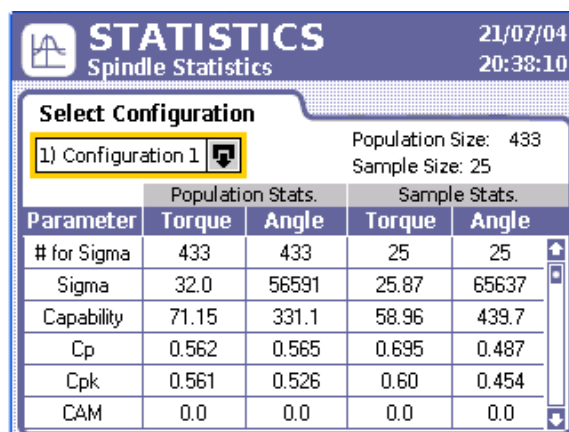 STATISTICS 21/07/04
Spindle Statistics 20:38:10
Select Configuration
1) Configuration 1
Population Size: 433
Sample Size: 25
Population Stats. Sample Stats.
Parameter Torque Angle Torque Angle
# for Sigma 433 433 25 25
Sigma 32.0 56591 25.87 65637
Capability 71.15 331.1 58.96 439.7
Cp 0.562 0.565 0.695 0.487
Cpk 0.561 0.526 0.60 0.454
CAM 0.0 0.0 0.0 0.0